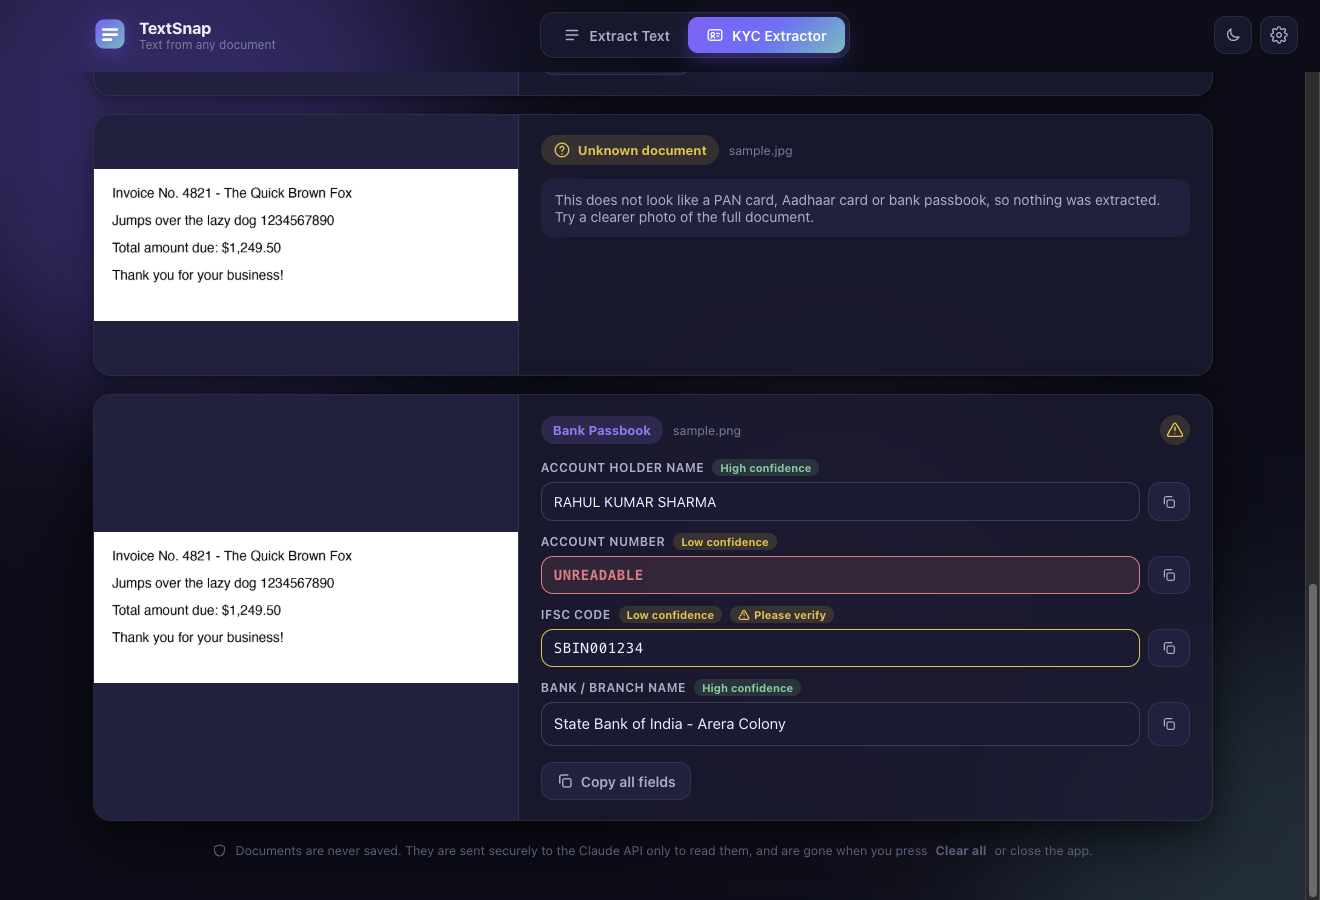 TextSnap
Text from any document
Extract Text
KYC Extractor
Invoice No. 4821 - The Quick Brown Fox
Jumps over the lazy dog 1234567890
Total amount due: $1,249.50
Thank you for your business!
Unknown document
sample.jpg
This does not look like a PAN card, Aadhaar card or bank passbook, so nothing was extracted.
Try a clearer photo of the full document.
Invoice No. 4821 - The Quick Brown Fox
Jumps over the lazy dog 1234567890
Total amount due: $1,249.50
Thank you for your business!
Bank Passbook
sample.png
ACCOUNT HOLDER NAME High confidence
RAHUL KUMAR SHARMA
ACCOUNT NUMBER Low confidence
UNREADABLE
IFSC CODE Low confidence Please verify
SBIN001234
BANK / BRANCH NAME High confidence
State Bank of India - Arera Colony
Copy all fields
Documents are never saved. They are sent securely to the Claude API only to read them, and are gone when you press Clear all or close the app.